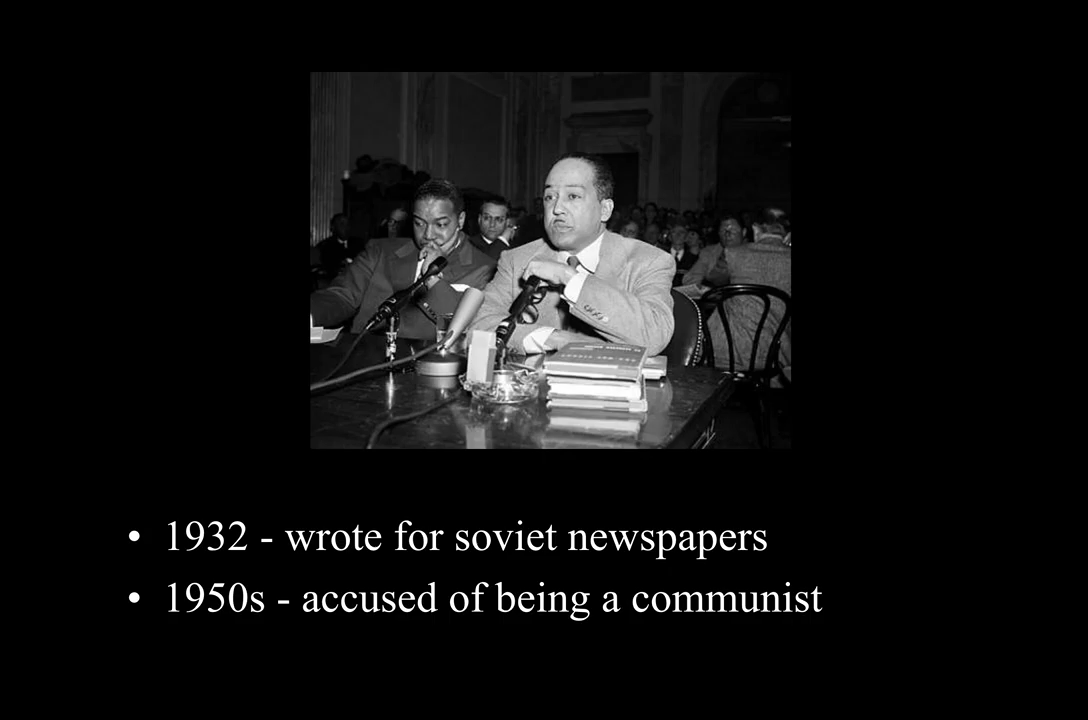 • 1932 - wrote for soviet newspapers
• 1950s - accused of being a communist